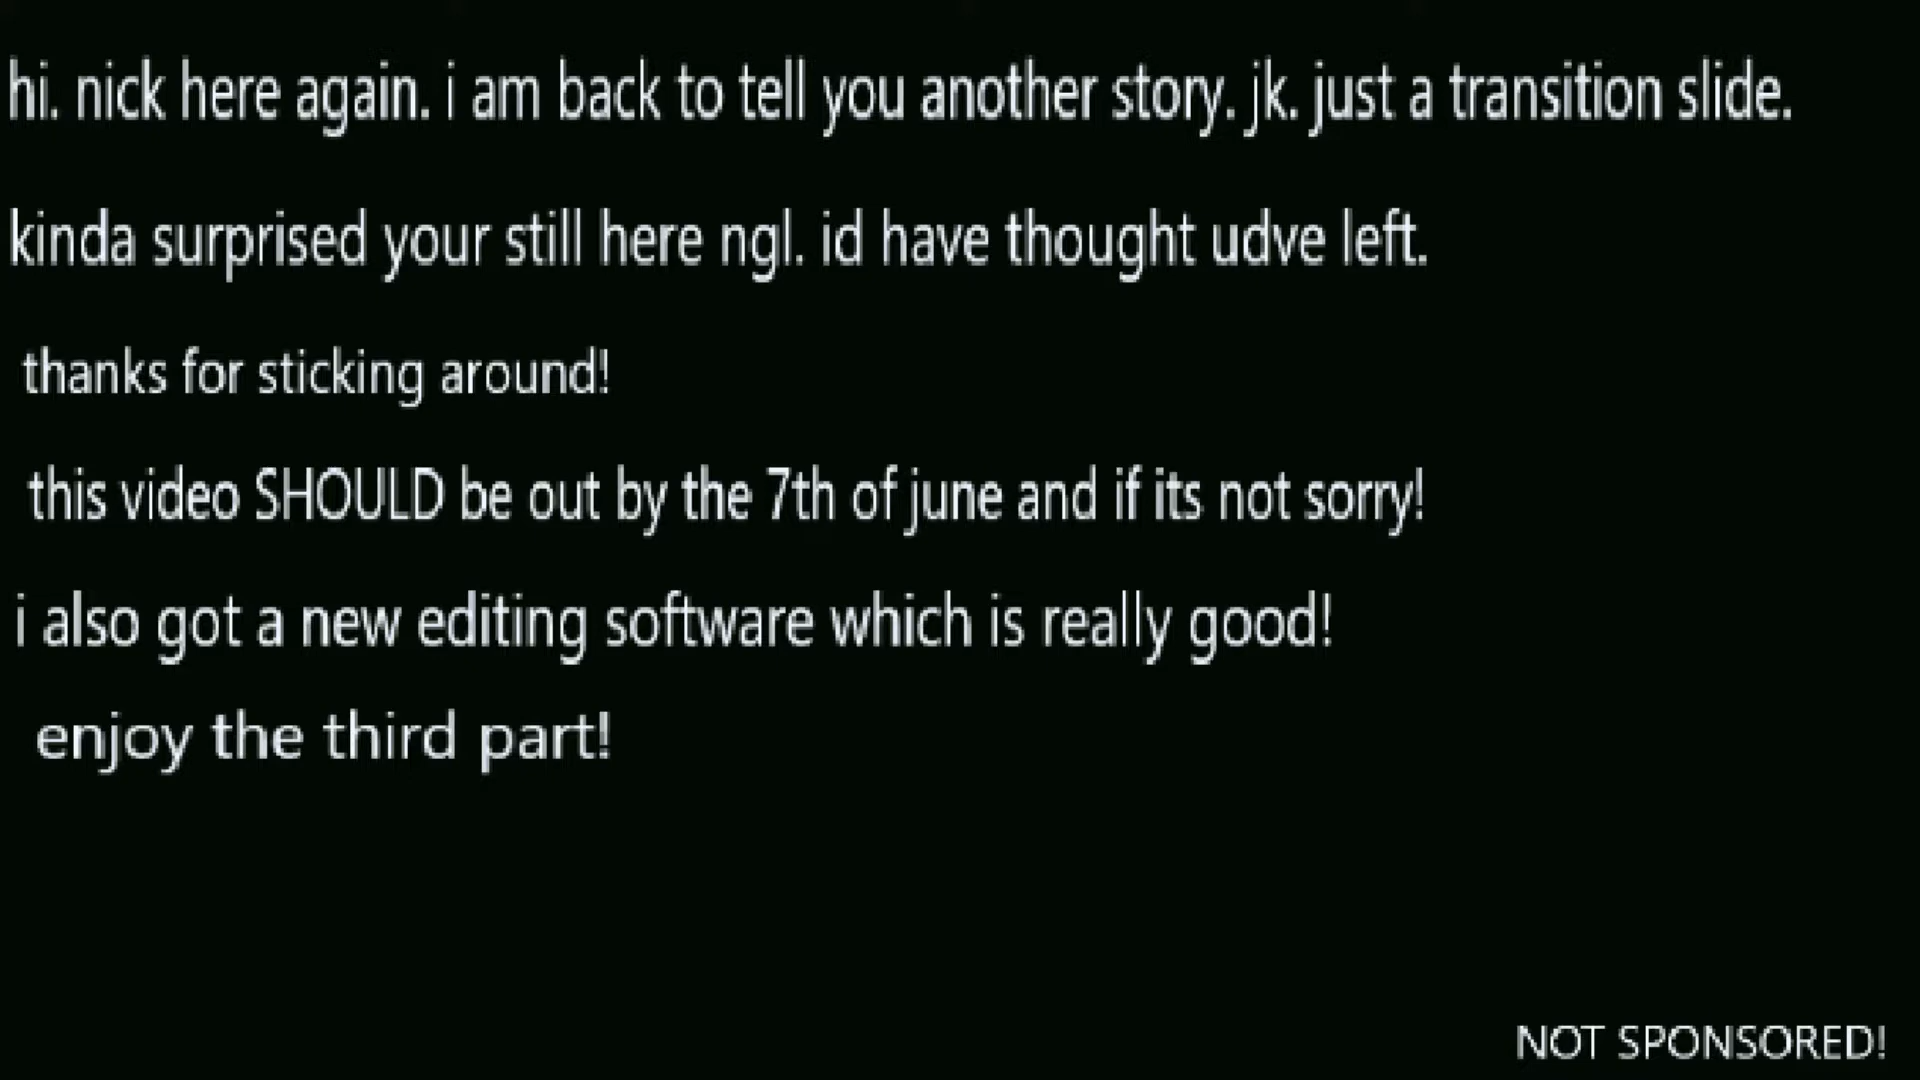 hi. nick here again. i am back to tell you another story. jk. just a transition slide.
kinda surprised your still here ngl. id have thought udve left.
thanks for sticking around!
this video SHOULD be out by the 7th of june and if its not sorry!
i also got a new editing software which is really good!
enjoy the third part!
NOT SPONSORED!